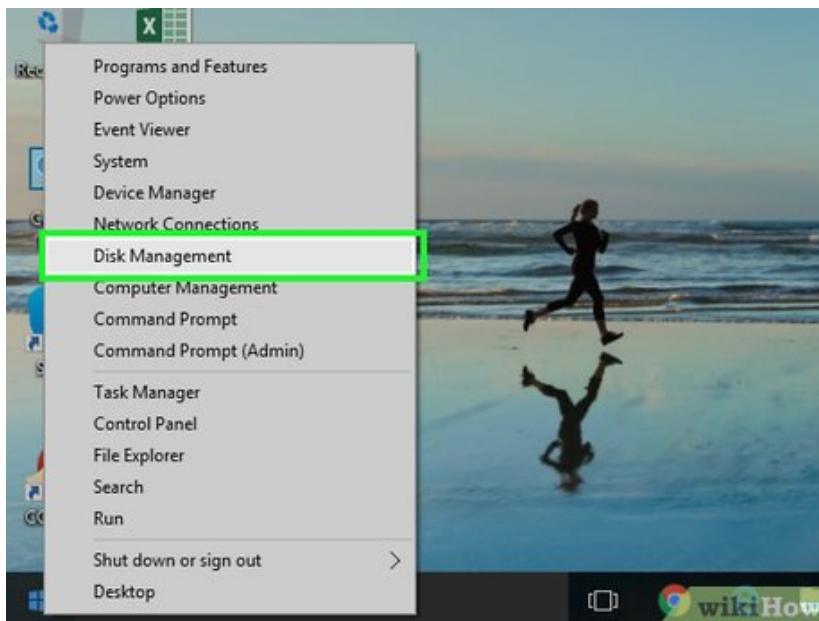 Programs and Features
Power Options
Event Viewer
System
Device Manager
Network Connections
Disk Management
Computer Management
Command Prompt
Command Prompt (Admin)
Task Manager
Control Panel
File Explorer
Search
Run
Shut down or sign out
Desktop
wikiHow